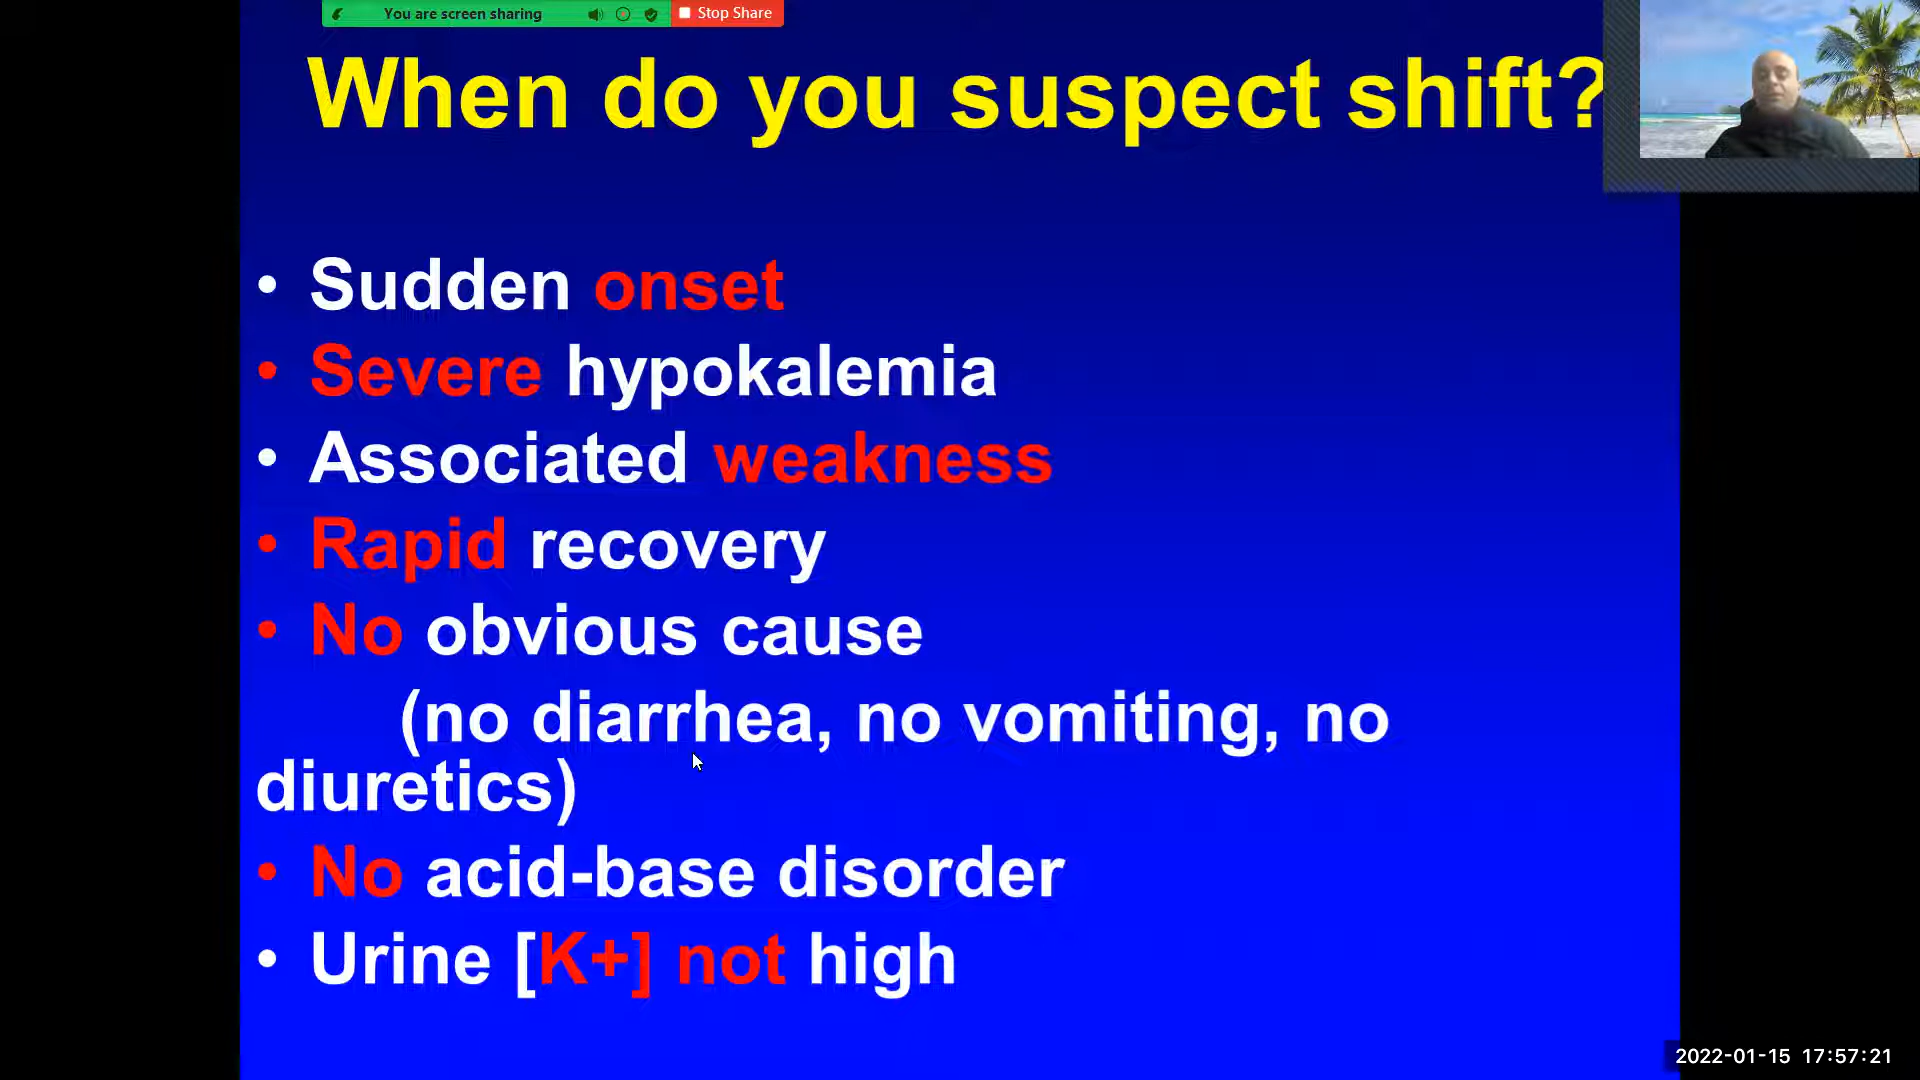 You are screen sharing
Stop Share
When do you suspect shift?
• Sudden onset
• Severe hypokalemia
• Associated weakness
• Rapid recovery
• No obvious cause
(no diarrhea, no vomiting, no
diuretics)
• No acid-base disorder
• Urine [K+] not high
2022-01-15 17:57:21